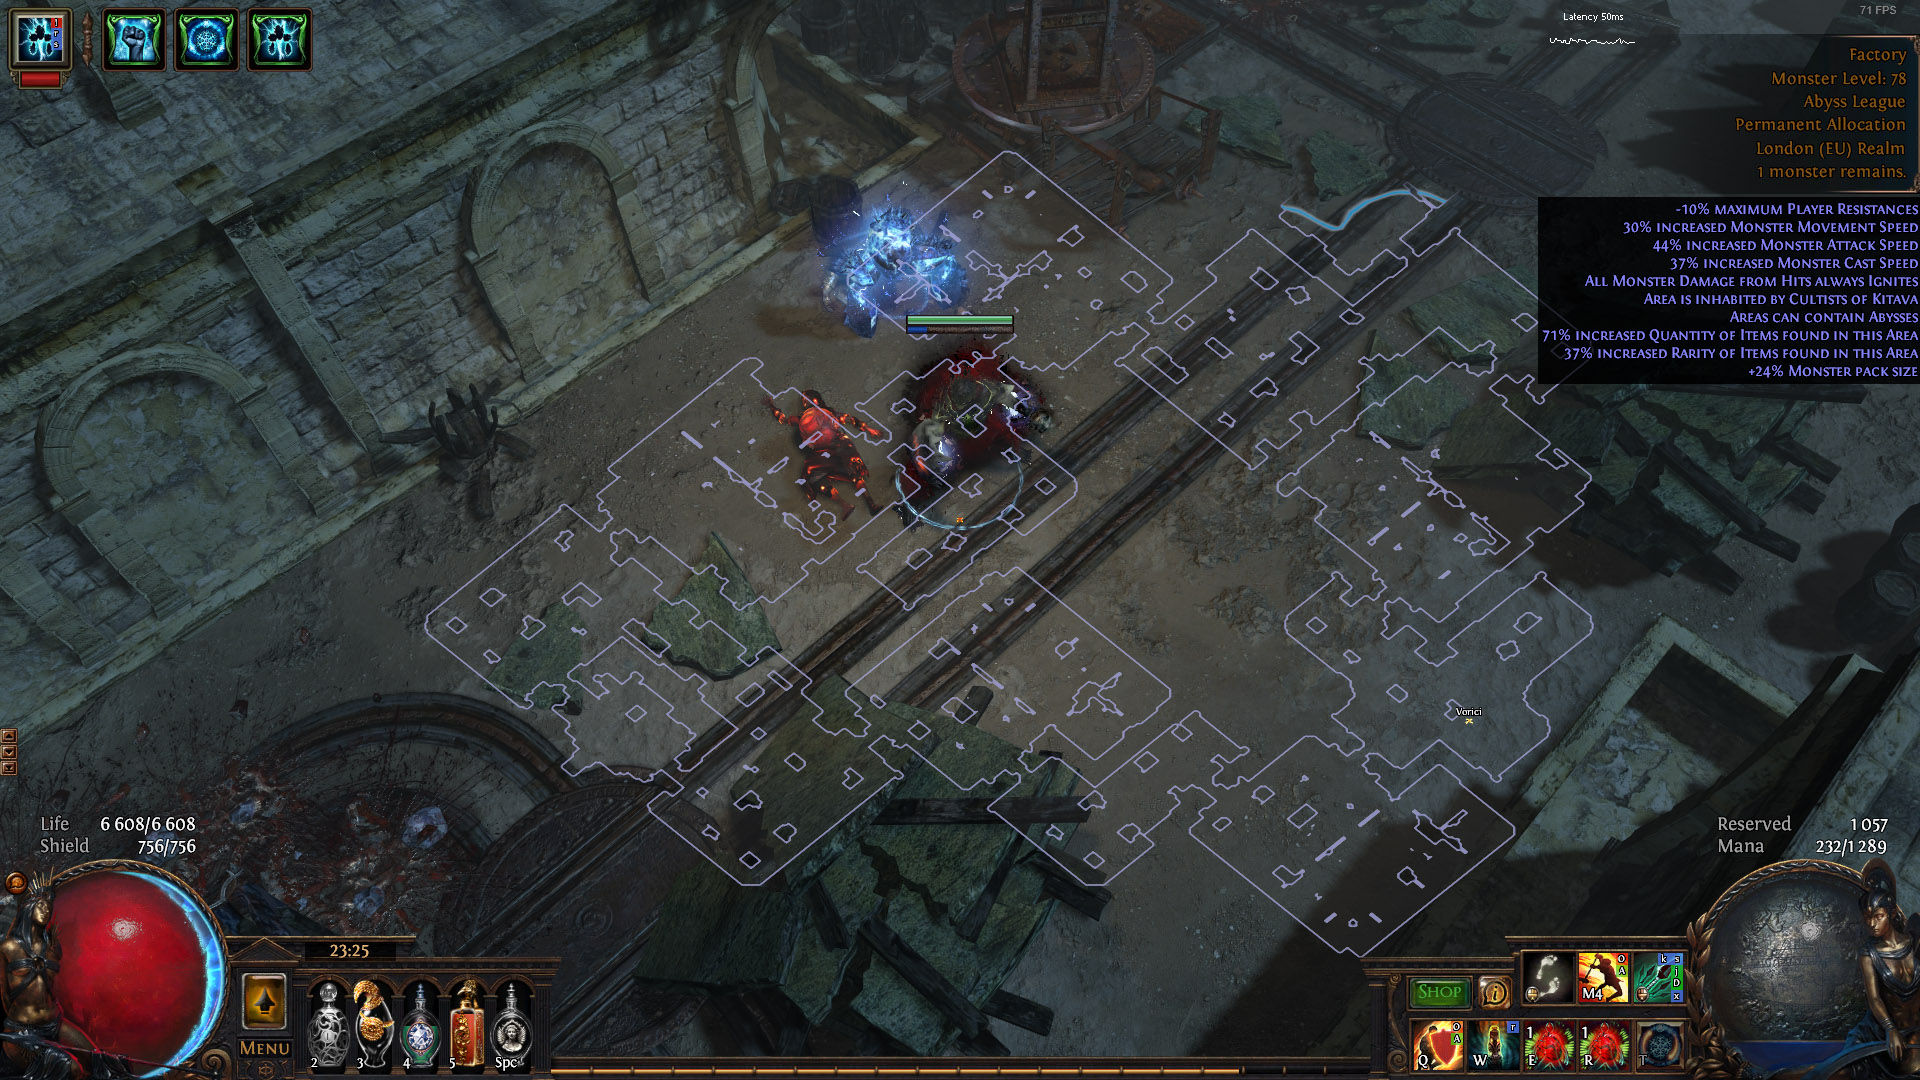 Latency 50ms
71 FPS
Factory
Monster Level: 78
Abyss League
Permanent Allocation
London (EU) Realm
1 monster remains.
-10% maximum Player Resistances
30% increased Monster Movement Speed
44% increased Monster Attack Speed
37% increased Monster Cast Speed
All Monster Damage from Hits always Ignites
Area is inhabited by Cultists of Kitava
Areas can contain Abysses
71% increased Quantity of Items found in this Area
37% increased Rarity of Items found in this Area
+24% Monster pack size
Vorici
Life 6 608/6 608
Shield 756/756
Reserved 1 057
Mana 232/1 289
23:25
Menu
2 3 4 5 Spc
Shop
M4
Q W E R T